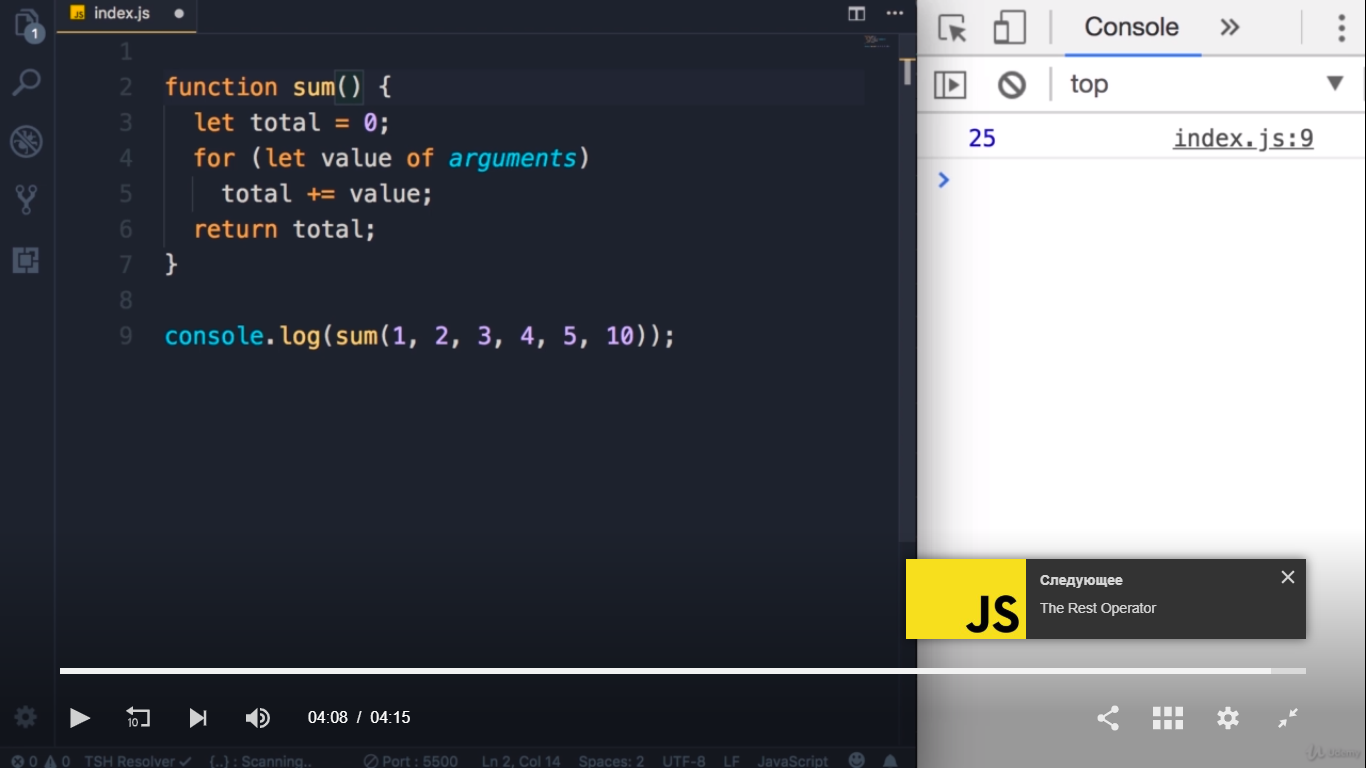 1
index.js
1
2 function sum() {
3 let total = 0;
4 for (let value of arguments)
5 total += value;
6 return total;
7 }
8
9 console.log(sum(1, 2, 3, 4, 5, 10));
Console
top
25 index.js:9
JS
Следующее
The Rest Operator
10
04:08 / 04:15
0 0 TSH Resolver {..} : Scanning.. Port : 5500 Ln 2, Col 14 Spaces: 2 UTF-8 LF JavaScript
Udemy